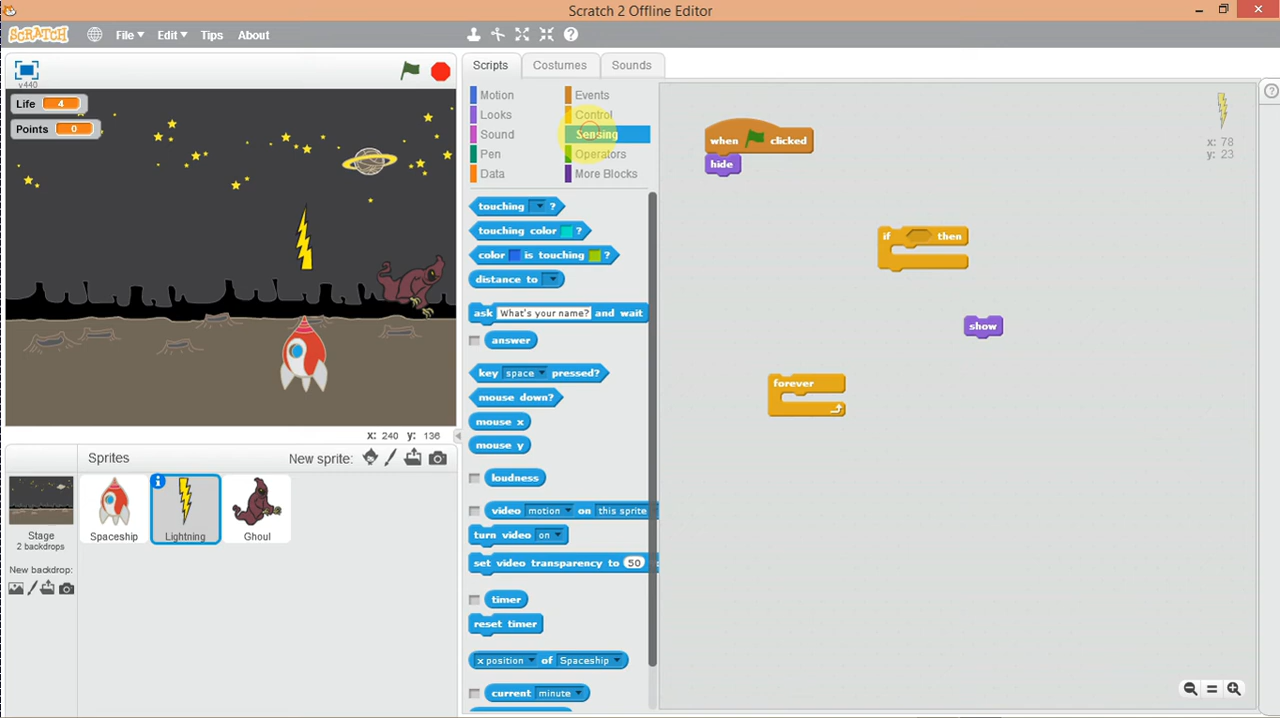 Scratch 2 Offline Editor
SCRATCH File Edit Tips About
v440
Life 4
Points 0
x: 240 y: 136
Sprites New sprite:
Stage
2 backdrops
New backdrop:
Spaceship
Lightning
Ghoul
Scripts Costumes Sounds
Motion Events
Looks Control
Sound Sensing
Pen Operators
Data More Blocks
touching ?
touching color ?
color is touching ?
distance to
ask What's your name? and wait
answer
key space pressed?
mouse down?
mouse x
mouse y
loudness
video motion on this sprite
turn video on
set video transparency to 50
timer
reset timer
x position of Spaceship
current minute
when clicked
hide
if then
show
forever
x: 78
y: 23